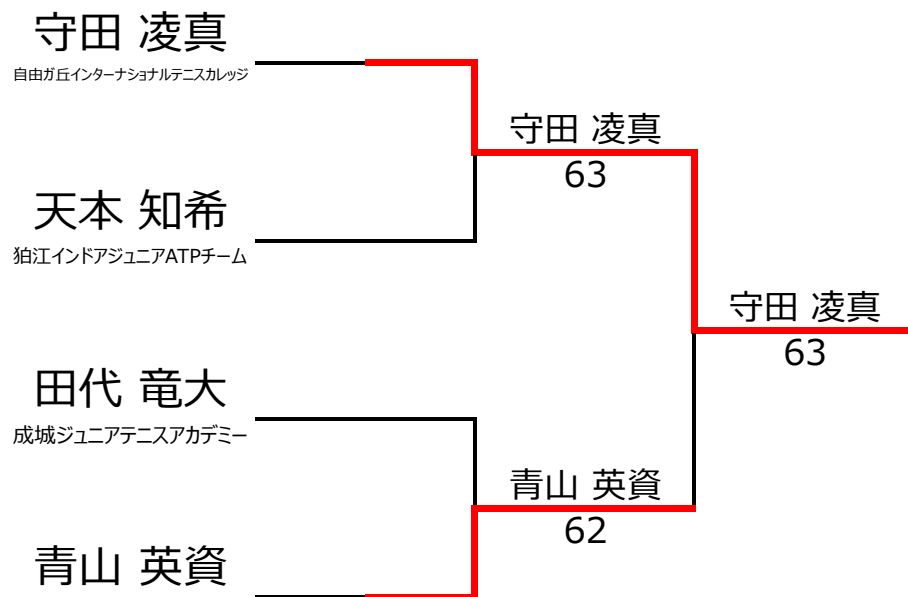 守田 凌真
自由ガ丘インターナショナルテニスカレッジ
守田 凌真
63
天本 知希
狛江インドアジュニアATPチーム
守田 凌真
63
田代 竜大
成城ジュニアテニスアカデミー
青山 英資
62
青山 英資